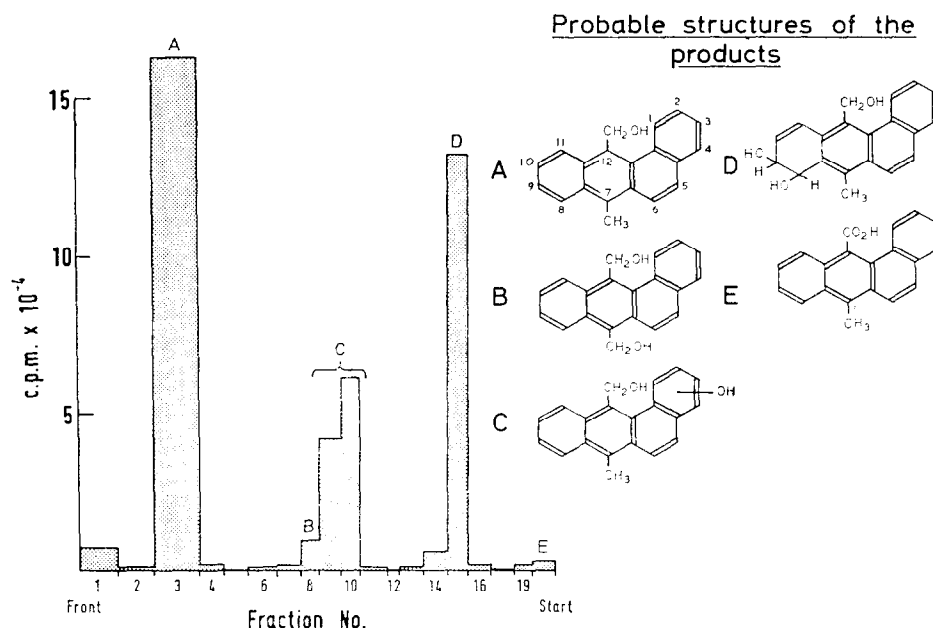 Probable structures of the
products
A
15
10
5
c.p.m. x 10⁻⁴
D
C
B
E
1 2 3 4 6 8 10 12 14 16 19
Front
Start
Fraction No.
A
CH₂OH
1
2
3
4
5
6
7
8
9
10
11
12
CH₃
B
CH₂OH
CH₂OH
C
CH₂OH
OH
CH₃
D
CH₂OH
HO
H
HO
H
CH₃
E
CO₂H
CH₃